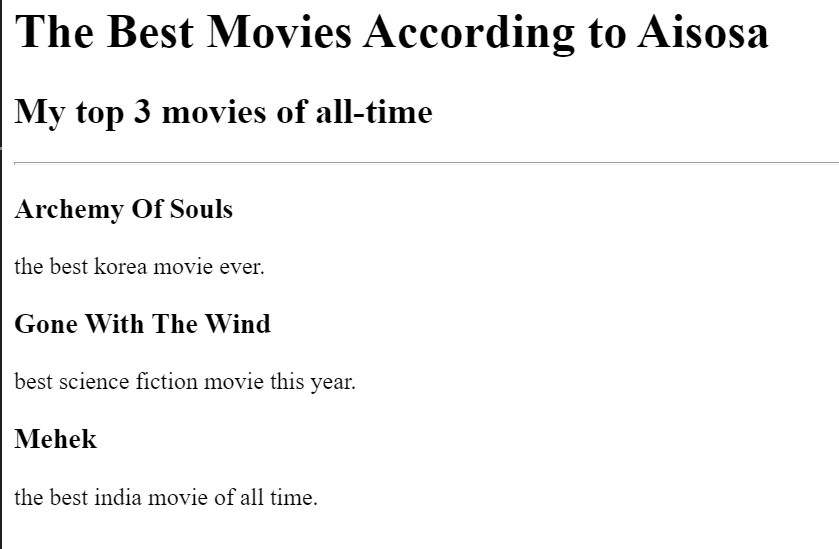 The Best Movies According to Aisosa
My top 3 movies of all-time
Archemy Of Souls
the best korea movie ever.
Gone With The Wind
best science fiction movie this year.
Mehek
the best india movie of all time.